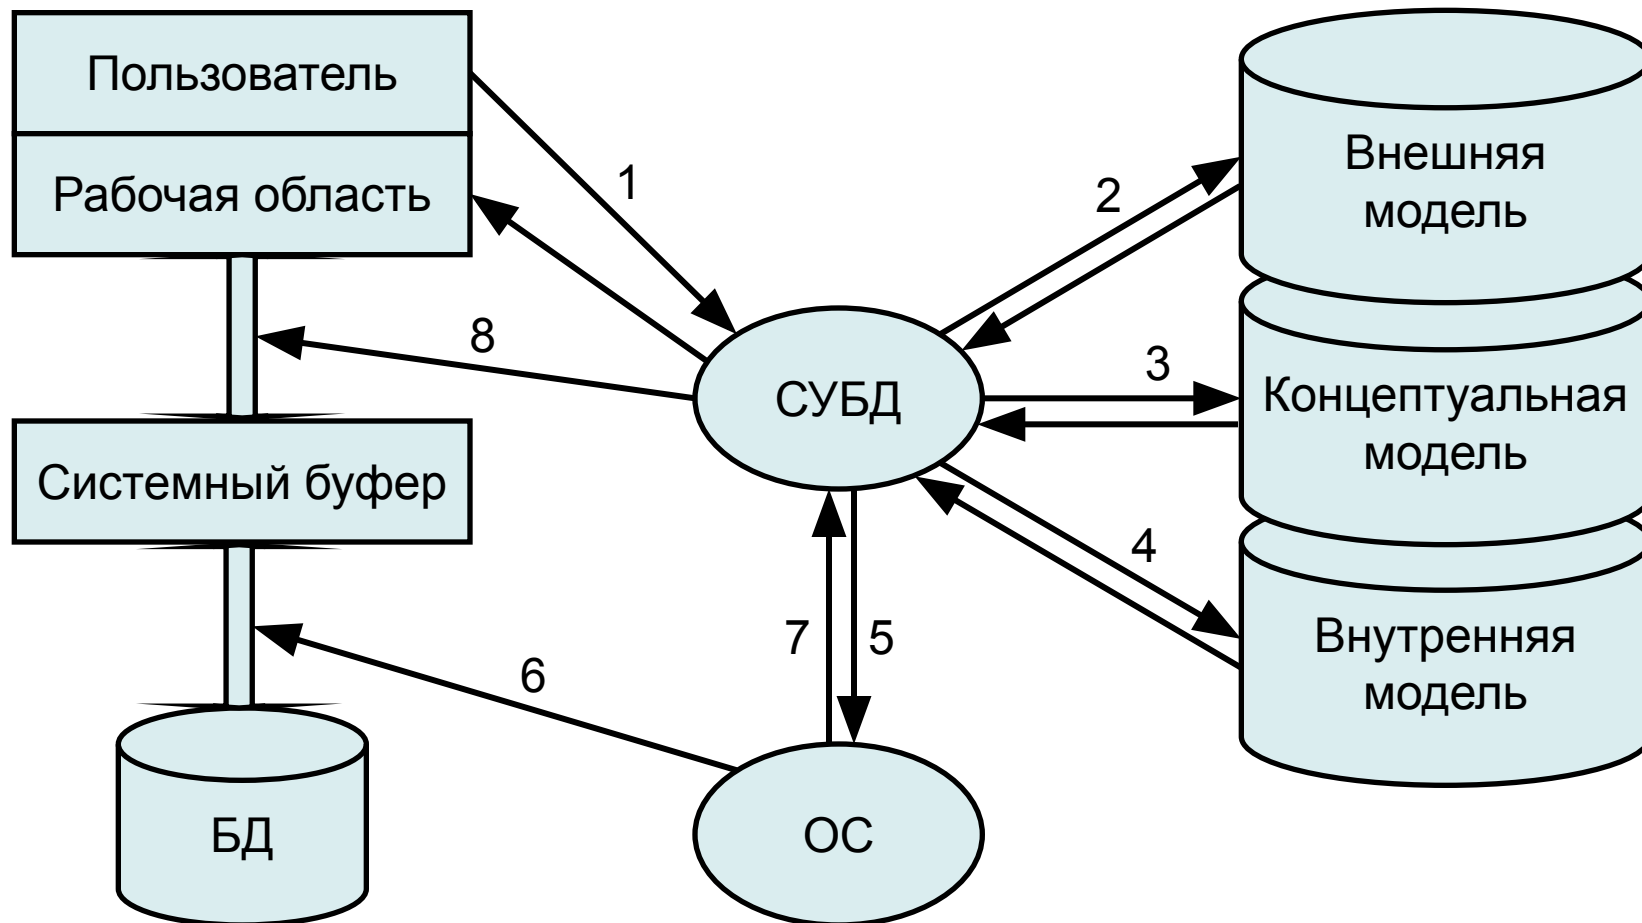 Пользователь
Рабочая область
1
2
Внешняя
модель
8
3
СУБД
Концептуальная
модель
Системный буфер
4
7
5
6
Внутренняя
модель
БД
ОС